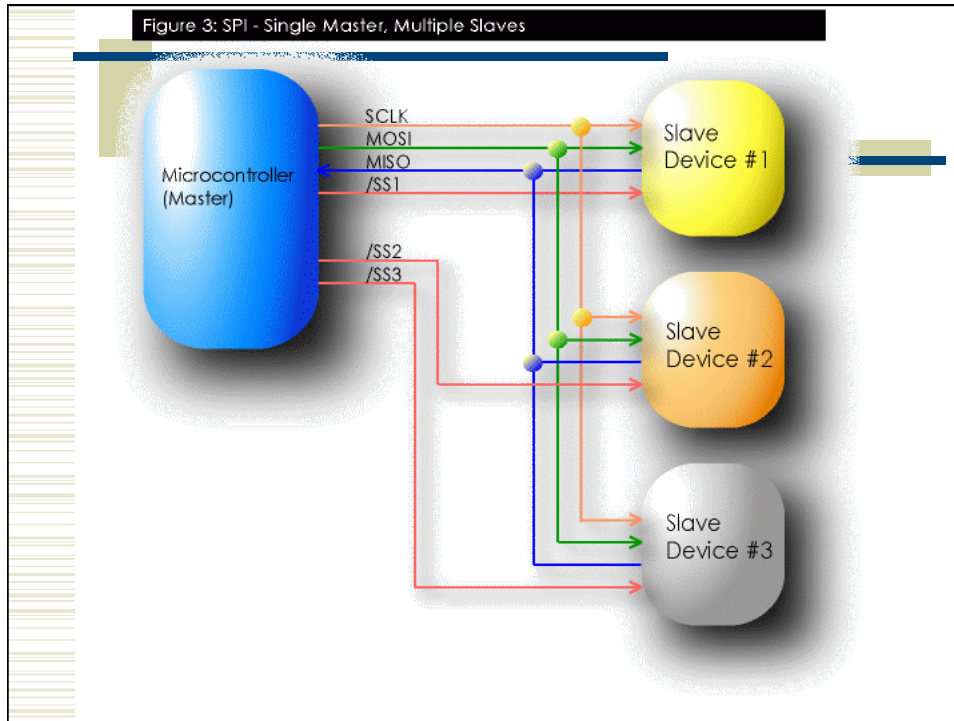 Figure 3: SPI - Single Master, Multiple Slaves
SCLK
MOSI
MISO
/SS1
/SS2
/SS3
Microcontroller
(Master)
Slave
Device #1
Slave
Device #2
Slave
Device #3